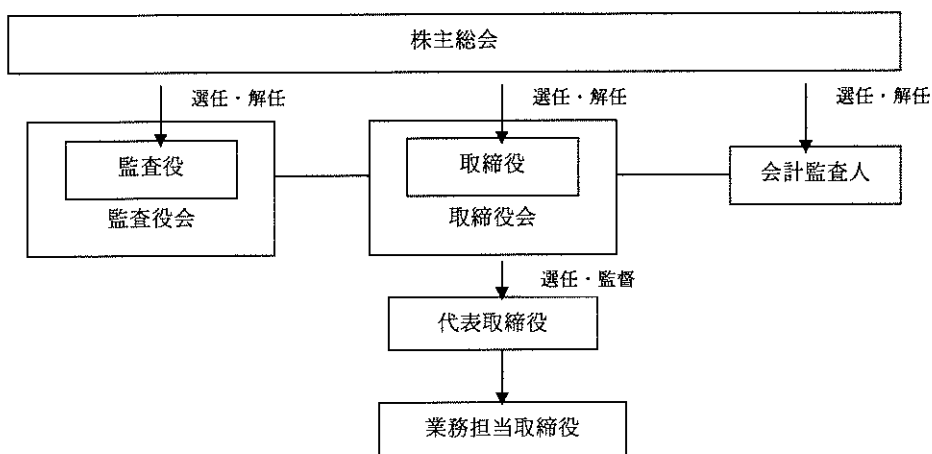 株主総会
選任・解任
選任・解任
選任・解任
監査役
取締役
会計監査人
監査役会
取締役会
選任・監督
代表取締役
業務担当取締役